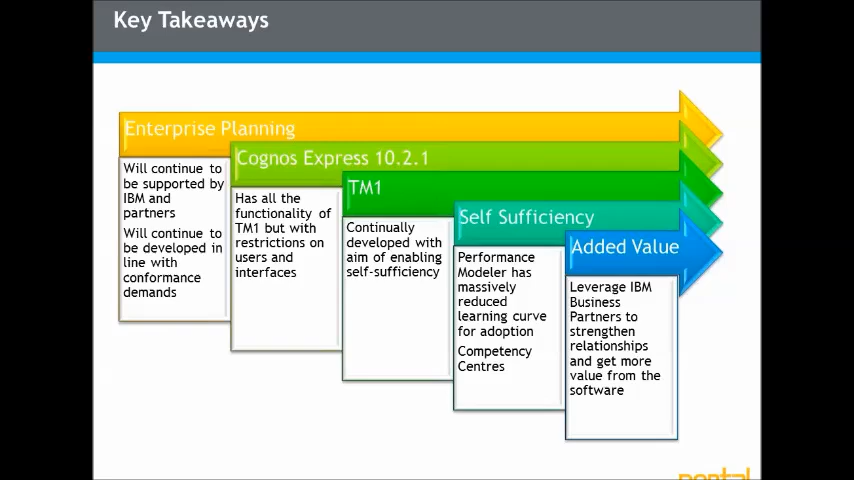 Key Takeaways
Enterprise Planning
Will continue to
be supported by
IBM and
partners
Will continue to
be developed in
line with
conformance
demands
Cognos Express 10.2.1
Has all the
functionality of
TM1 but with
restrictions on
users and
interfaces
TM1
Continually
developed with
aim of enabling
self-sufficiency
Self Sufficiency
Performance
Modeler has
massively
reduced
learning curve
for adoption
Competency
Centres
Added Value
Leverage IBM
Business
Partners to
strengthen
relationships
and get more
value from the
software